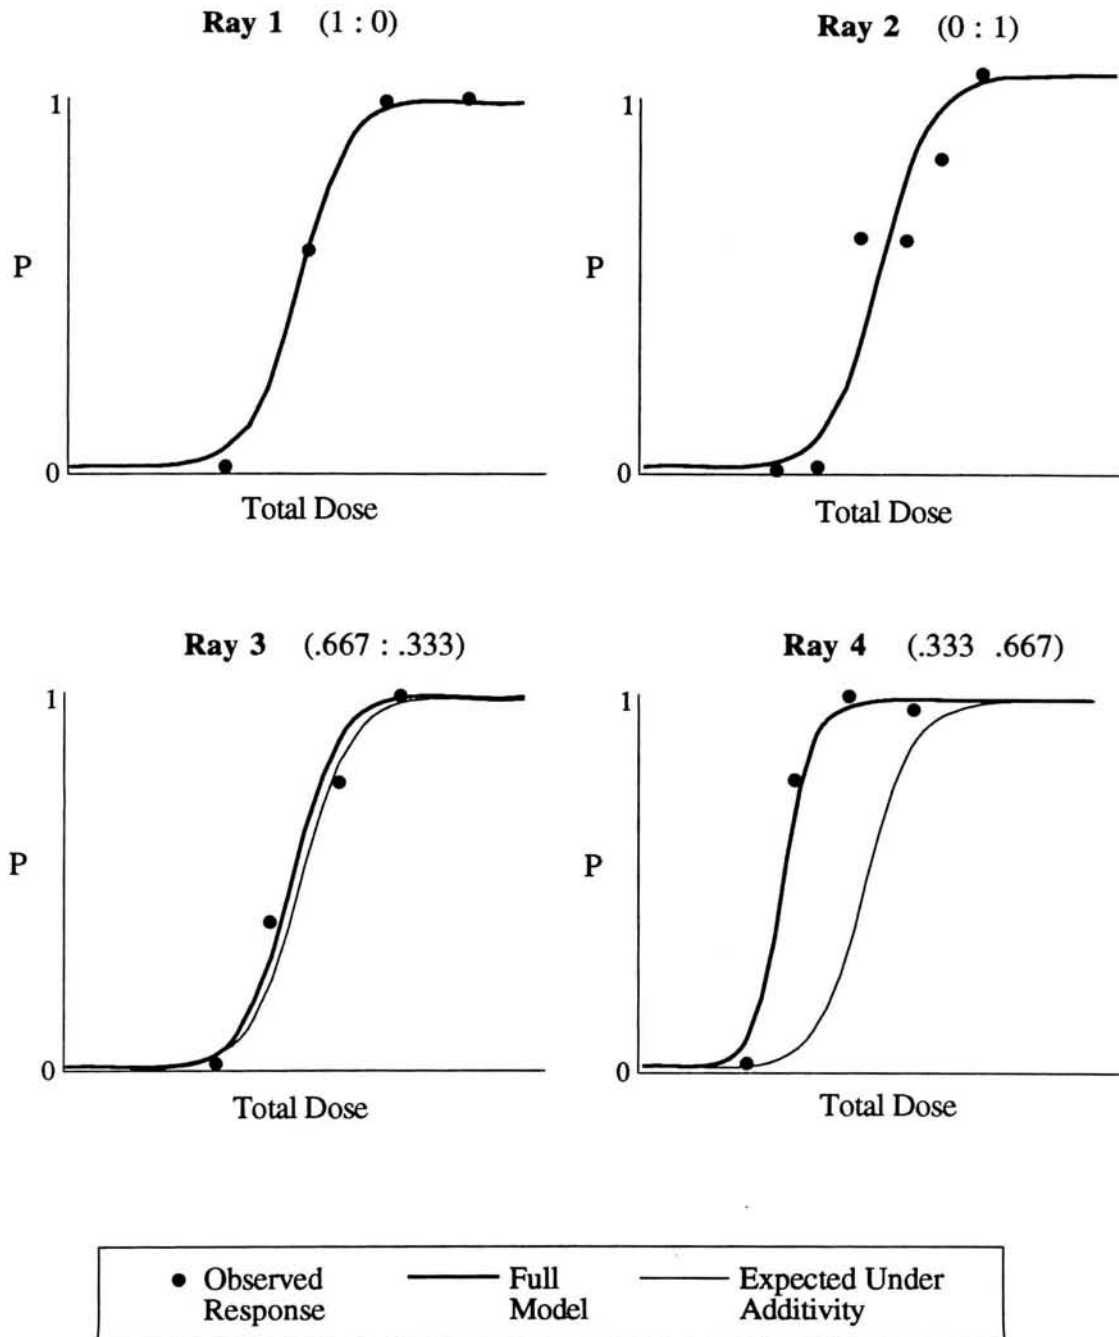 Ray 1 (1 : 0)
1
P
0
Total Dose
Ray 2 (0 : 1)
1
P
0
Total Dose
Ray 3 (.667 : .333)
1
P
0
Total Dose
Ray 4 (.333 .667)
1
P
0
Total Dose
Observed Response
Full Model
Expected Under Additivity